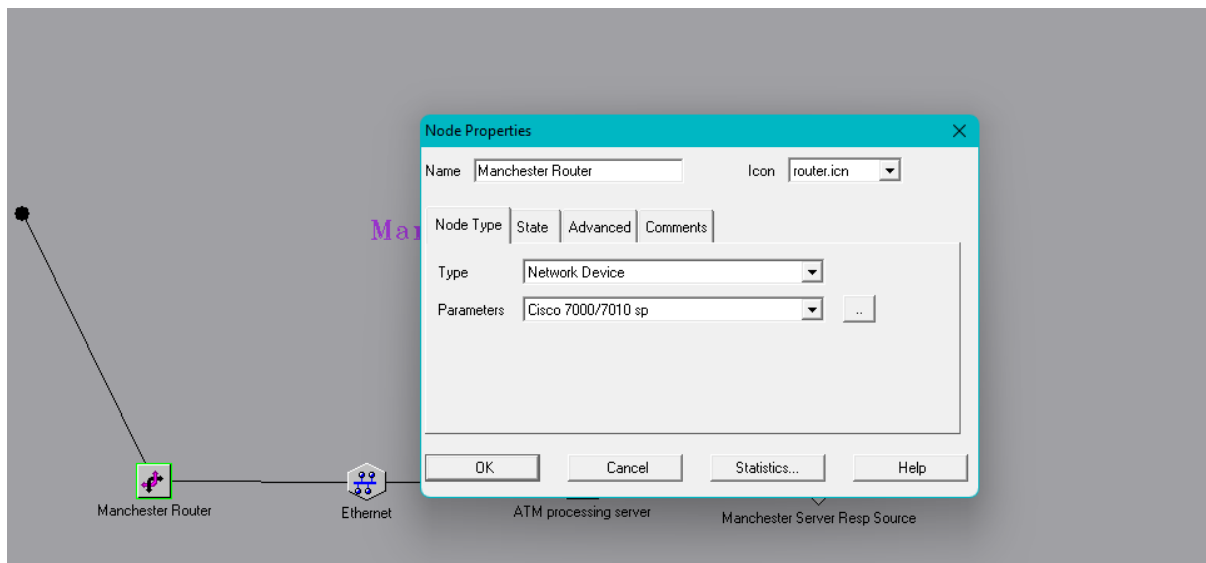 Node Properties
Name Manchester Router Icon router.icn
Node Type State Advanced Comments
Type Network Device
Parameters Cisco 7000/7010 sp ..
OK Cancel Statistics... Help
Manchester Router
Ethernet
ATM processing server
Manchester Server Resp Source